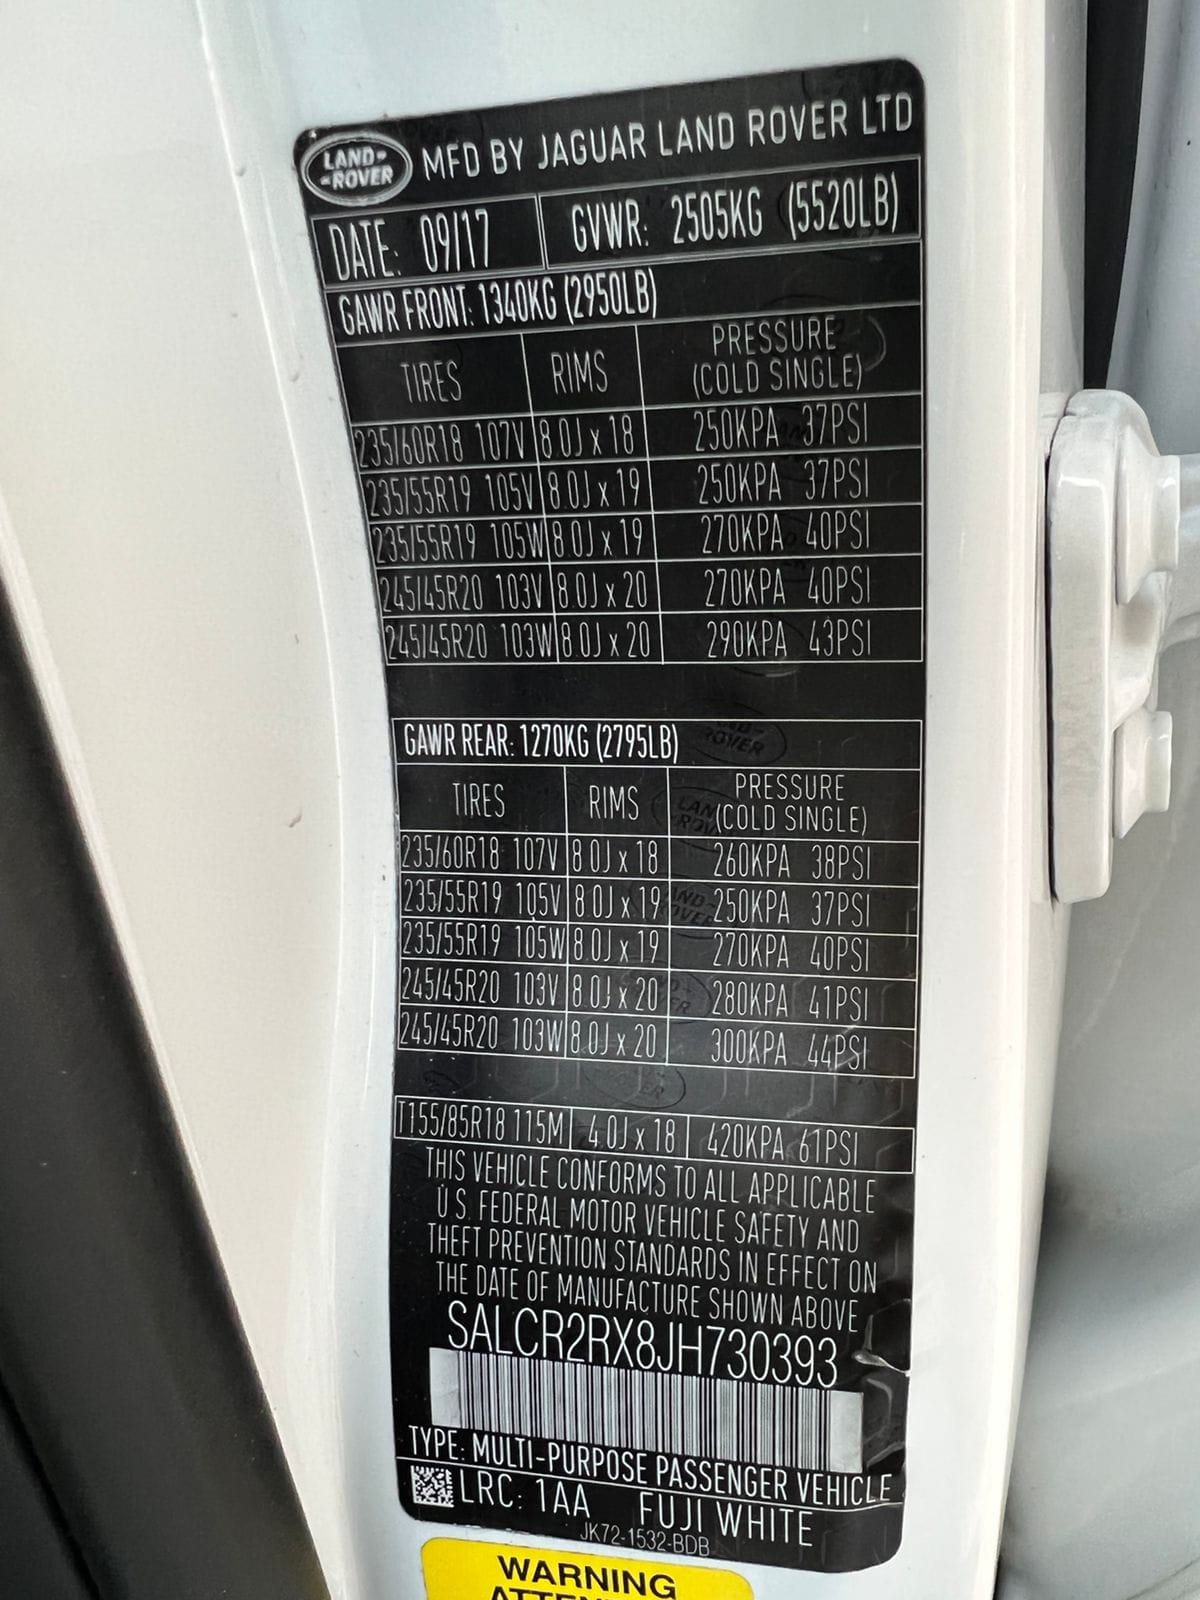 LAND-
-ROVER
MFD BY JAGUAR LAND ROVER LTD
DATE: 09/17 GVWR: 2505KG (5520LB)
GAWR FRONT: 1340KG (2950LB)
TIRES RIMS PRESSURE (COLD SINGLE)
235/60R18 107V 8.0J x 18 250KPA 37PSI
235/55R19 105V 8.0J x 19 250KPA 37PSI
235/55R19 105W 8.0J x 19 270KPA 40PSI
245/45R20 103V 8.0J x 20 270KPA 40PSI
245/45R20 103W 8.0J x 20 290KPA 43PSI
GAWR REAR: 1270KG (2795LB)
TIRES RIMS PRESSURE (COLD SINGLE)
235/60R18 107V 8.0J x 18 260KPA 38PSI
235/55R19 105V 8.0J x 19 250KPA 37PSI
235/55R19 105W 8.0J x 19 270KPA 40PSI
245/45R20 103V 8.0J x 20 280KPA 41PSI
245/45R20 103W 8.0J x 20 300KPA 44PSI
T155/85R18 115M 4.0J x 18 420KPA 61PSI
THIS VEHICLE CONFORMS TO ALL APPLICABLE
U.S. FEDERAL MOTOR VEHICLE SAFETY AND
THEFT PREVENTION STANDARDS IN EFFECT ON
THE DATE OF MANUFACTURE SHOWN ABOVE
SALCR2RX8JH730393
TYPE: MULTI-PURPOSE PASSENGER VEHICLE
LRC: 1AA FUJI WHITE
JK72-1532-BDB
WARNING